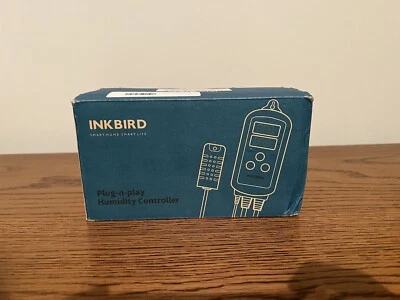 INKBIRD
SMART HOME, SMART LIFE
Plug-n-play
Humidity Controller